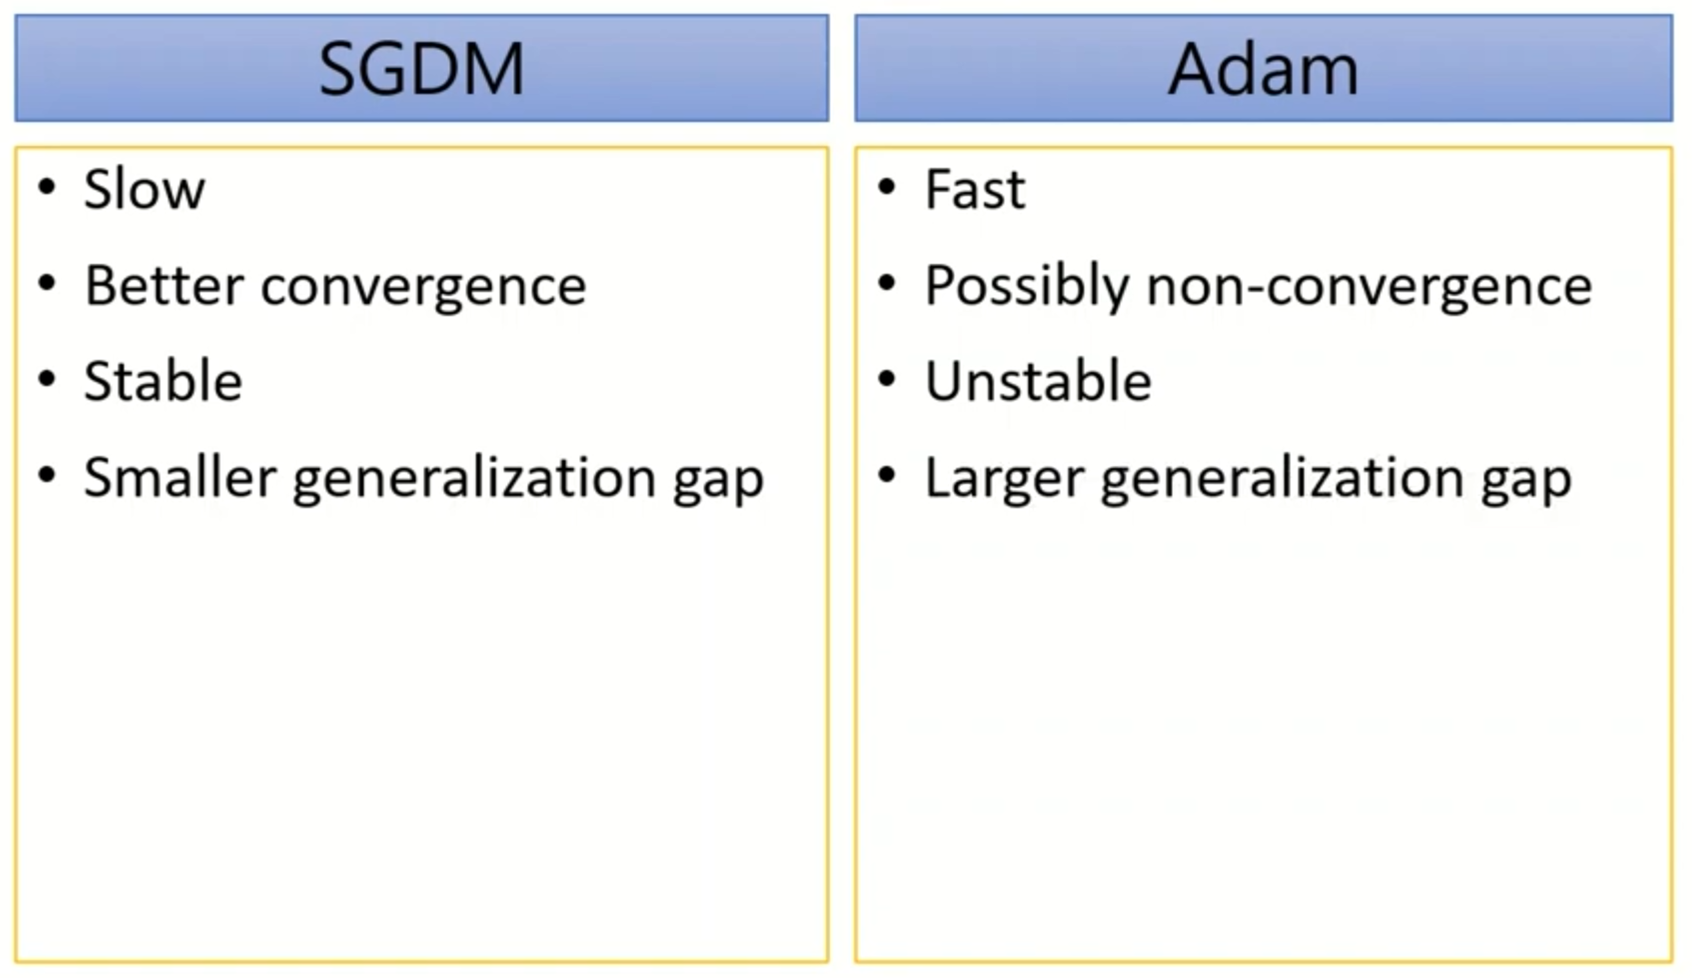 SGDM
• Slow
• Better convergence
• Stable
• Smaller generalization gap
Adam
• Fast
• Possibly non-convergence
• Unstable
• Larger generalization gap